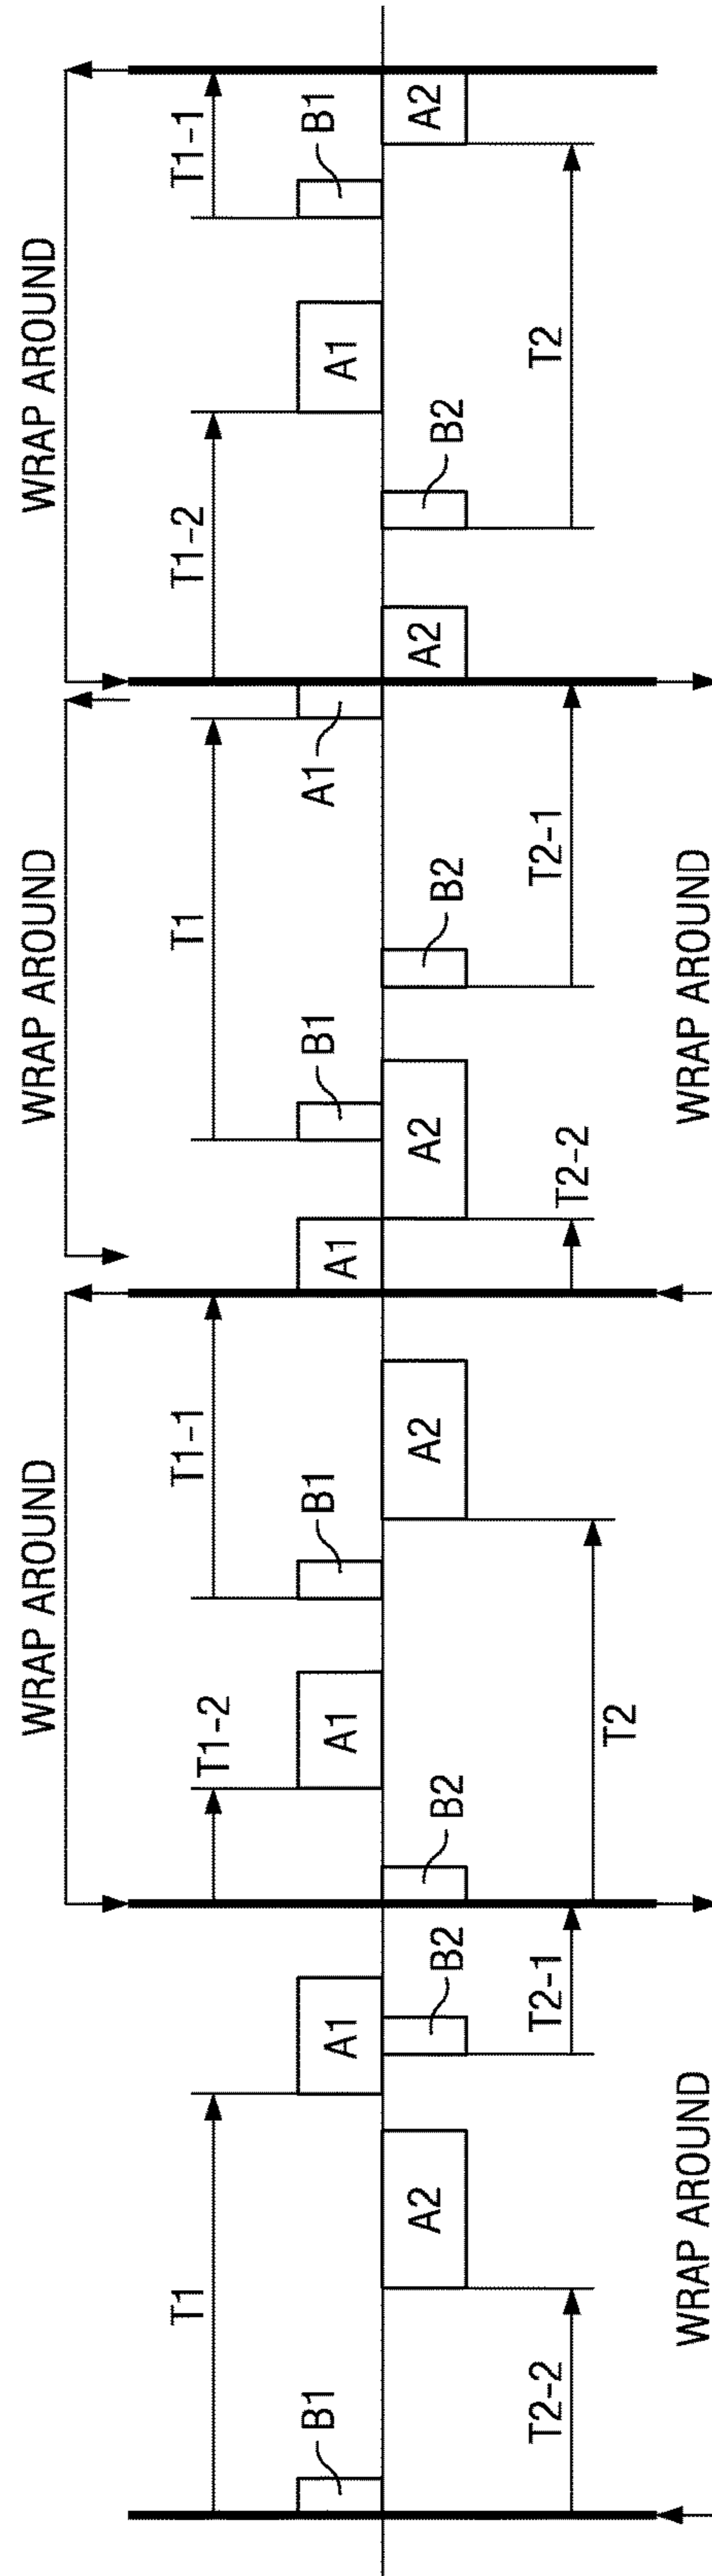 WRAP AROUND
WRAP AROUND
WRAP AROUND
T1
T1-2
T1-1
T1
T1-2
T1-1
B1
A1
A1
B1
A1
B1
A1
A1
B1
A2
B2
B2
A2
A2
B2
A2
B2
A2
T2-2
T2-1
T2
T2-2
T2-1
T2
WRAP AROUND
WRAP AROUND